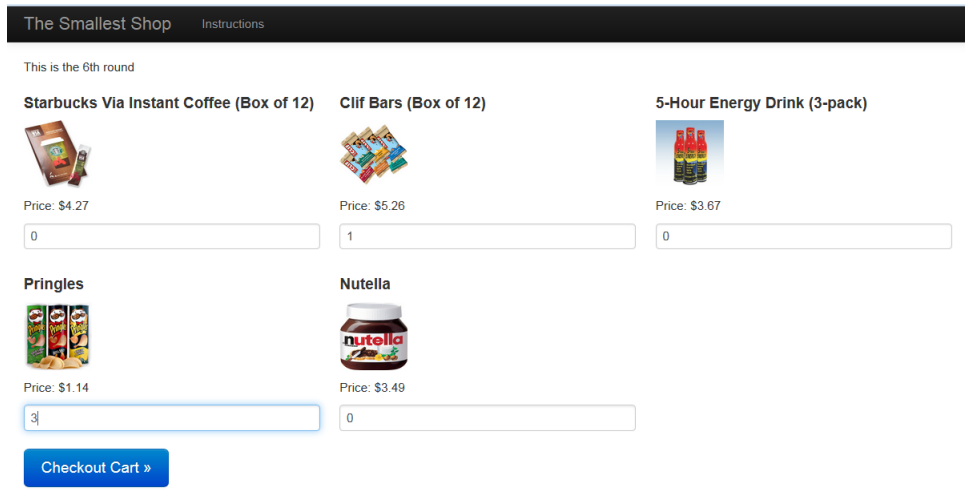 The Smallest Shop Instructions
This is the 6th round
Starbucks Via Instant Coffee (Box of 12) Clif Bars (Box of 12) 5-Hour Energy Drink (3-pack)
Price: $4.27 Price: $5.26 Price: $3.67
0 1 0
Pringles Nutella
nutella
Price: $1.14 Price: $3.49
3 0
Checkout Cart »